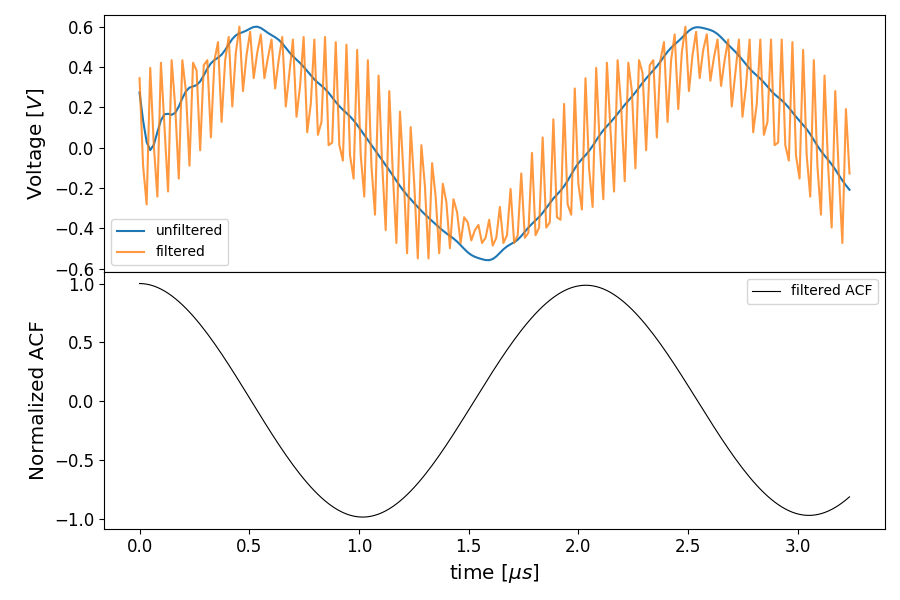 0.6
0.4
0.2
0.0
−0.2
−0.4
−0.6
Voltage [V]
unfiltered
filtered
1.0
0.5
0.0
−0.5
−1.0
Normalized ACF
filtered ACF
0.0 0.5 1.0 1.5 2.0 2.5 3.0
time [μs]